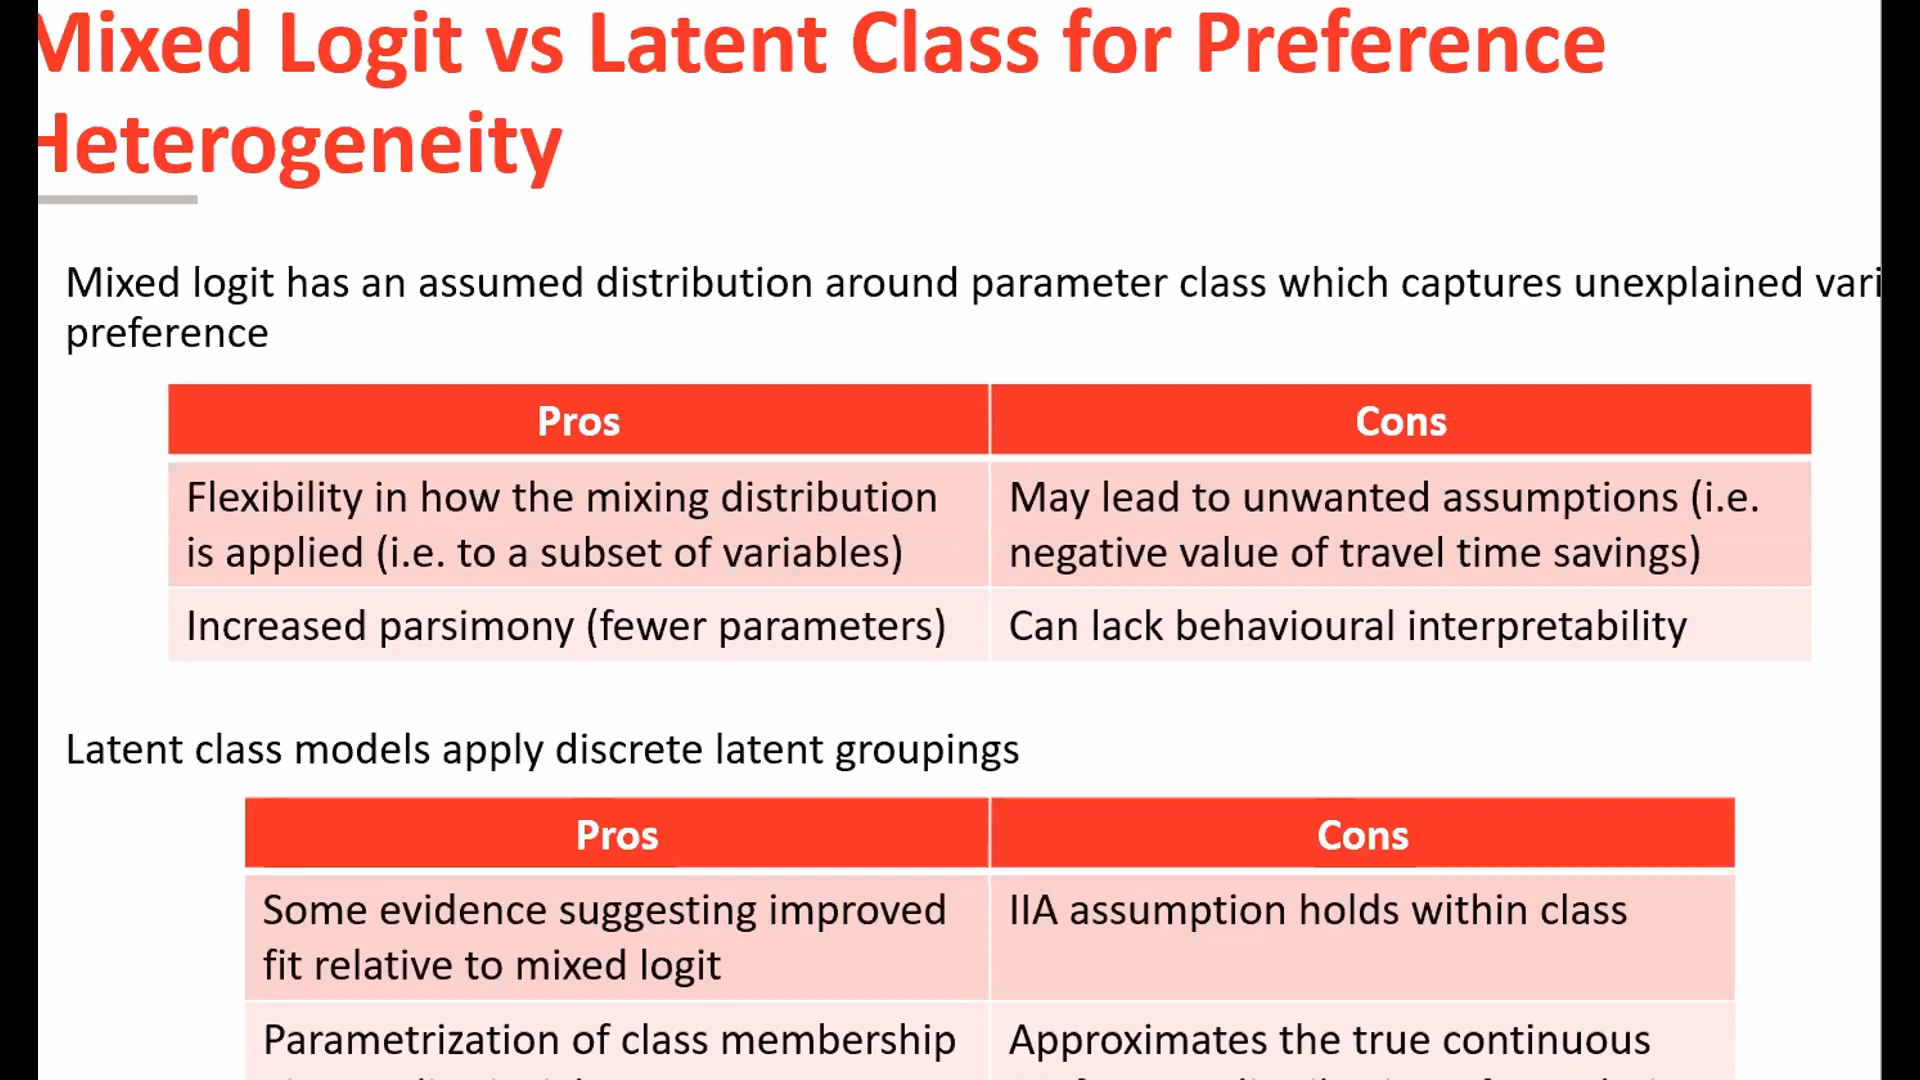 Mixed Logit vs Latent Class for Preference
Heterogeneity
Mixed logit has an assumed distribution around parameter class which captures unexplained
preference
Pros
Cons
Flexibility in how the mixing distribution
is applied (i.e. to a subset of variables)
May lead to unwanted assumptions (i.e.
negative value of travel time savings)
Increased parsimony (fewer parameters)
Can lack behavioural interpretability
Latent class models apply discrete latent groupings
Pros
Cons
Some evidence suggesting improved
fit relative to mixed logit
IIA assumption holds within class
Parametrization of class membership
Approximates the true continuous